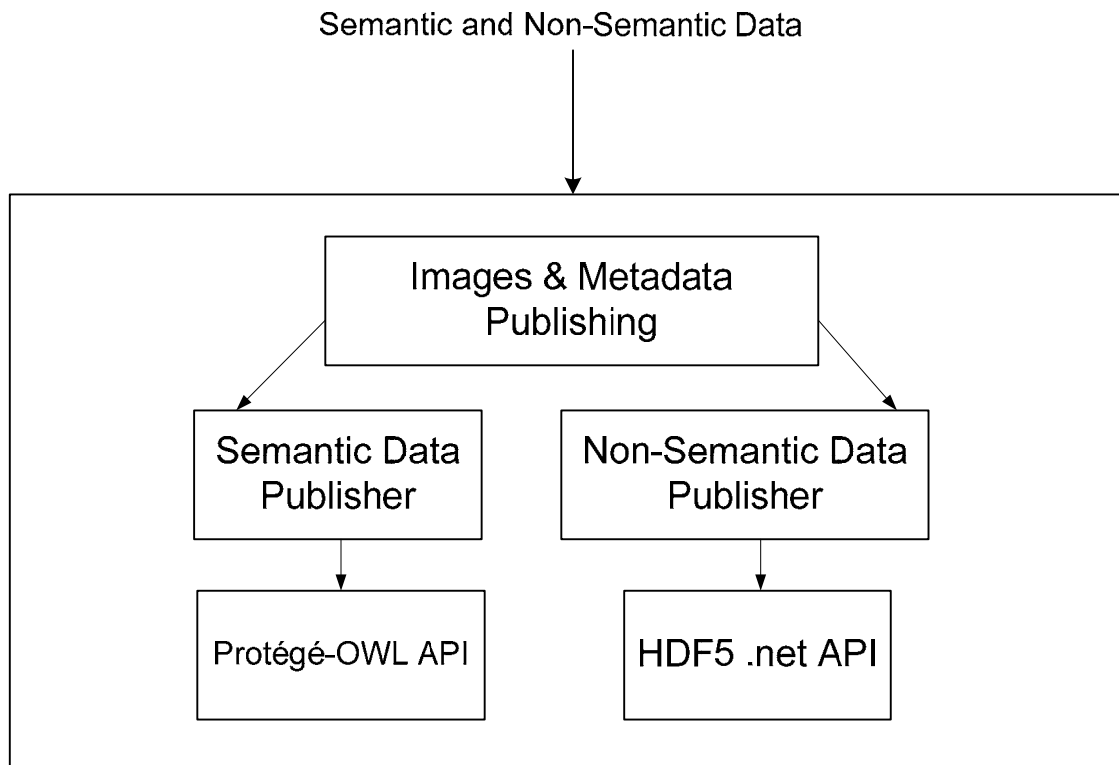 Semantic and Non-Semantic Data
Images & Metadata
Publishing
Semantic Data
Publisher
Non-Semantic Data
Publisher
Protégé-OWL API
HDF5 .net API